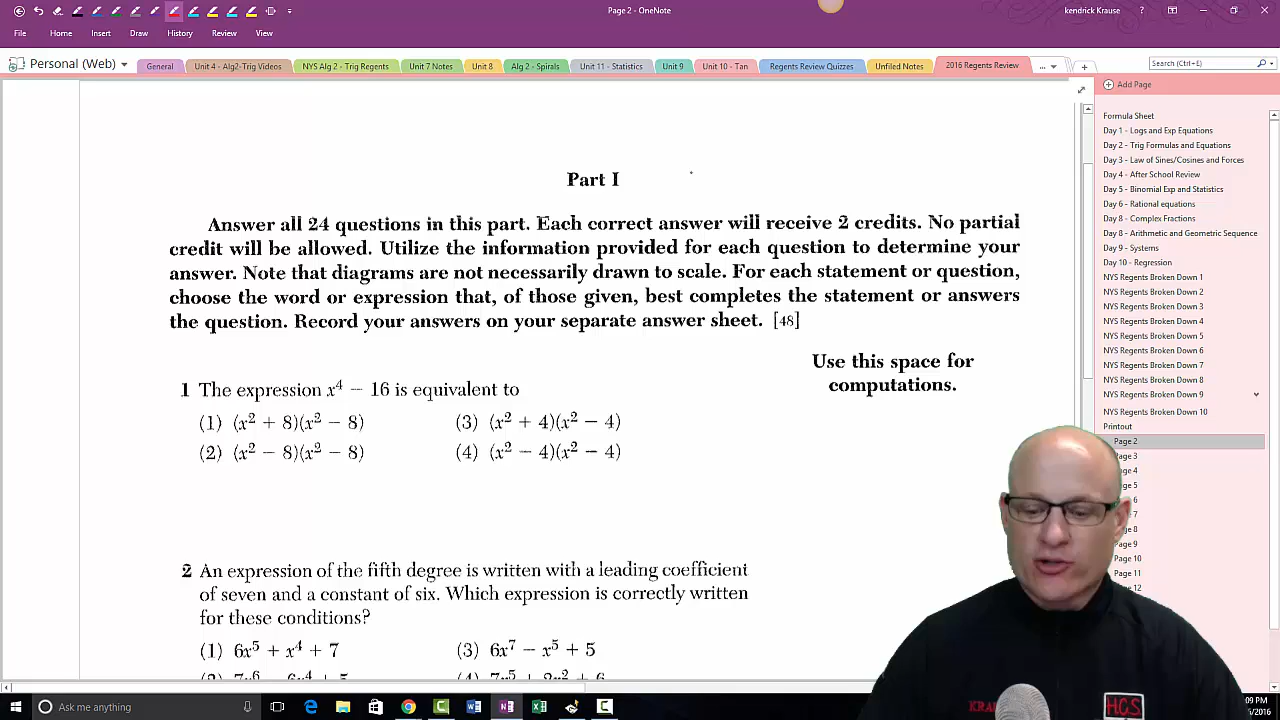 Page 2 - OneNote
kendrick Krause
File Home Insert Draw History Review View
Personal (Web)
General Unit 4 - Alg2-Trig Videos NYS Alg 2 - Trig Regents Unit 7 Notes Unit 8 Alg 2 - Spirals Unit 11 - Statistics Unit 9 Unit 10 - Tan Regents Review Quizzes Unfiled Notes 2016 Regents Review ...
Search (Ctrl+E)
Add Page
Formula Sheet
Day 1 - Logs and Exp Equations
Day 2 - Trig Formulas and Equations
Day 3 - Law of Sines/Cosines and Forces
Day 4 - After School Review
Day 5 - Binomial Exp and Statistics
Day 6 - Rational equations
Day 8 - Complex Fractions
Day 8 - Arithmetic and Geometric Sequence
Day 9 - Systems
Day 10 - Regression
NYS Regents Broken Down 1
NYS Regents Broken Down 2
NYS Regents Broken Down 3
NYS Regents Broken Down 4
NYS Regents Broken Down 5
NYS Regents Broken Down 6
NYS Regents Broken Down 7
NYS Regents Broken Down 8
NYS Regents Broken Down 9
NYS Regents Broken Down 10
Printout
Page 2
Page 3
4
5
6
7
8
Page 9
Page 10
Page 11
12
Part I
Answer all 24 questions in this part. Each correct answer will receive 2 credits. No partial
credit will be allowed. Utilize the information provided for each question to determine your
answer. Note that diagrams are not necessarily drawn to scale. For each statement or question,
choose the word or expression that, of those given, best completes the statement or answers
the question. Record your answers on your separate answer sheet. [48]
Use this space for
computations.
1 The expression x⁴ − 16 is equivalent to
(1) (x² + 8)(x² − 8) (3) (x² + 4)(x² − 4)
(2) (x² − 8)(x² − 8) (4) (x² − 4)(x² − 4)
2 An expression of the fifth degree is written with a leading coefficient
of seven and a constant of six. Which expression is correctly written
for these conditions?
(1) 6x⁵ + x⁴ + 7 (3) 6x⁷ − x⁵ + 5
Ask me anything
HCS